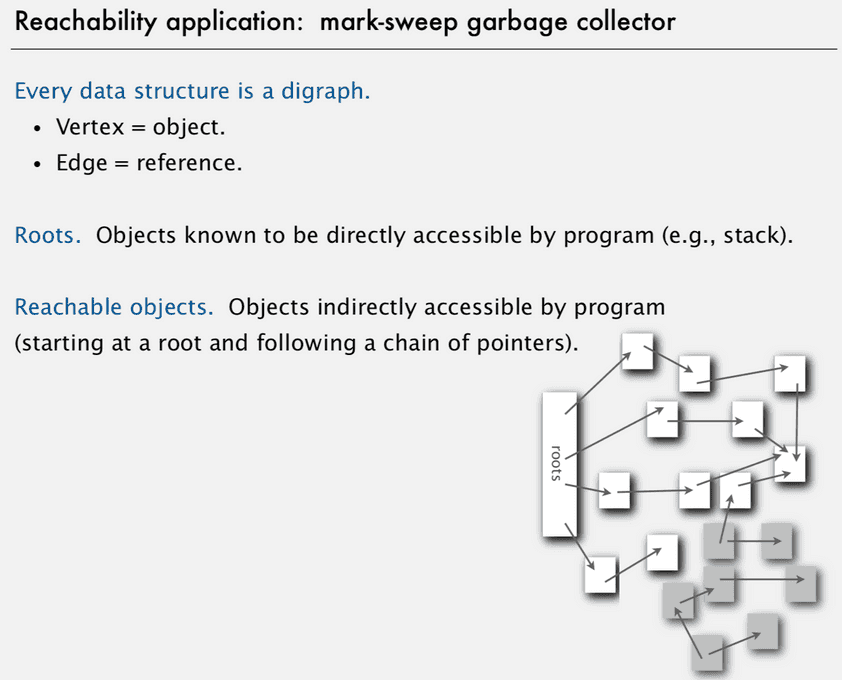 Reachability application: mark-sweep garbage collector
Every data structure is a digraph.
• Vertex = object.
• Edge = reference.
Roots. Objects known to be directly accessible by program (e.g., stack).
Reachable objects. Objects indirectly accessible by program
(starting at a root and following a chain of pointers).
roots